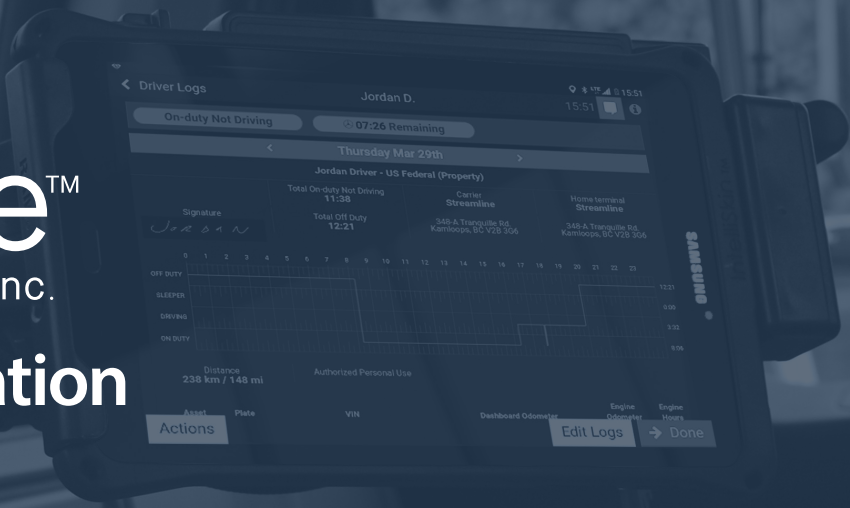 Driver Logs
Jordan D.
LTE 15:51
15:51
On-duty Not Driving
07:26 Remaining
Thursday Mar 29th
Jordan Driver - US Federal (Property)
Signature
JORDAN
Total On-duty Not Driving
11:38
Total Off Duty
12:21
Carrier
Streamline
348-A Tranquille Rd.
Kamloops, BC V2B 3G6
Home terminal
Streamline
348-A Tranquille Rd.
Kamloops, BC V2B 3G6
0 1 2 3 4 5 6 7 8 9 10 11 12 13 14 15 16 17 18 19 20 21 22 23
OFF DUTY 12:21
SLEEPER 0:00
DRIVING
ON DUTY
Distance
238 km / 148 mi
Authorized Personal Use
Asset Plate VIN Dashboard Odometer Engine Odometer Engine Hours
Actions
Edit Logs
Done
SAMSUNG
e™
nc.
ation